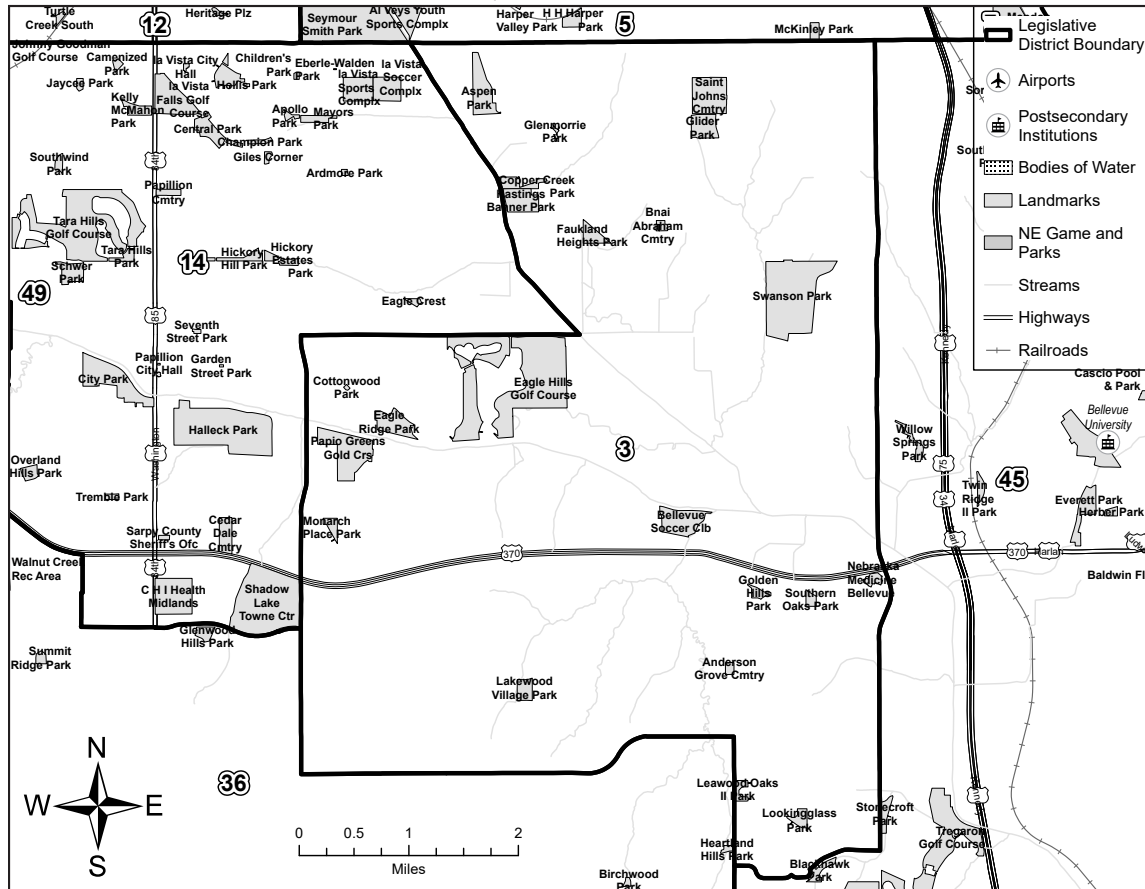 Turtle
Creek South
12
Heritage Plz
Seymour
Smith Park
Al Veys Youth
Sports Complx
Harper
Valley Park
H H Harper
Park
5
McKinley Park
Johnny Goodman
Golf Course
Camenized
Park
la Vista City
Hall
Children's
Park
Eberle-Walden
Park
la Vista
Sports
Complx
la Vista
Soccer
Complx
Jaycee Park
Hollis Park
la Vista
Falls Golf
Course
Kelly
McMahon
Park
Apollo
Park
Mayors
Park
Central Park
Champion Park
Giles Corner
Aspen
Park
Glenmorrie
Park
Saint
Johns
Cmtry
Glider
Park
Southwind
Park
Papillion
Cmtry
Ardmore Park
Copper Creek
Park
Hastings
Banner Park
Tara Hills
Golf Course
Tara Hills
Park
Schwer
Park
14
Hickory
Hill Park
Hickory
Estates
Park
Faukland
Heights Park
Bnai
Abraham
Cmtry
49
Eagle Crest
Swanson Park
84th
85
Seventh
Street Park
Papillion
City Hall
Garden
Street Park
City Park
Cottonwood
Park
Eagle Hills
Golf Course
Halleck Park
Eagle
Ridge Park
Papio Greens
Gold Crs
3
Washington
Overland
Hills Park
Trembld Park
Sarpy County
Sheriff's Ofc
Cedar
Dale
Cmtry
Monarch
Place Park
Bellevue
Soccer Clb
Willow
Springs
Park
75
34
Twin
Ridge
II Park
45
Everett Park
Herber Park
Cascio Pool
& Park
Bellevue
University
Kennedy
370
370
Harlan
Baldwin Fl
Walnut Creek
Rec Area
84th
C H I Health
Midlands
Shadow
Lake
Towne Ctr
Glenwood
Hills Park
Summit
Ridge Park
Golden
Hills
Park
Southern
Oaks Park
Nebraska
Medicine
Bellevue
Anderson
Grove Cmtry
Lakewood
Village Park
36
Leawood Oaks
II Park
Lookingglass
Park
Stonecroft
Park
Tregaron
Golf Course
Heartland
Hills Park
Blackhawk
Park
Birchwood
Park
N
W
E
S
0
0.5
1
2
Miles
Legislative
District Boundary
Airports
Postsecondary
Institutions
Bodies of Water
Landmarks
NE Game and
Parks
Streams
Highways
Railroads